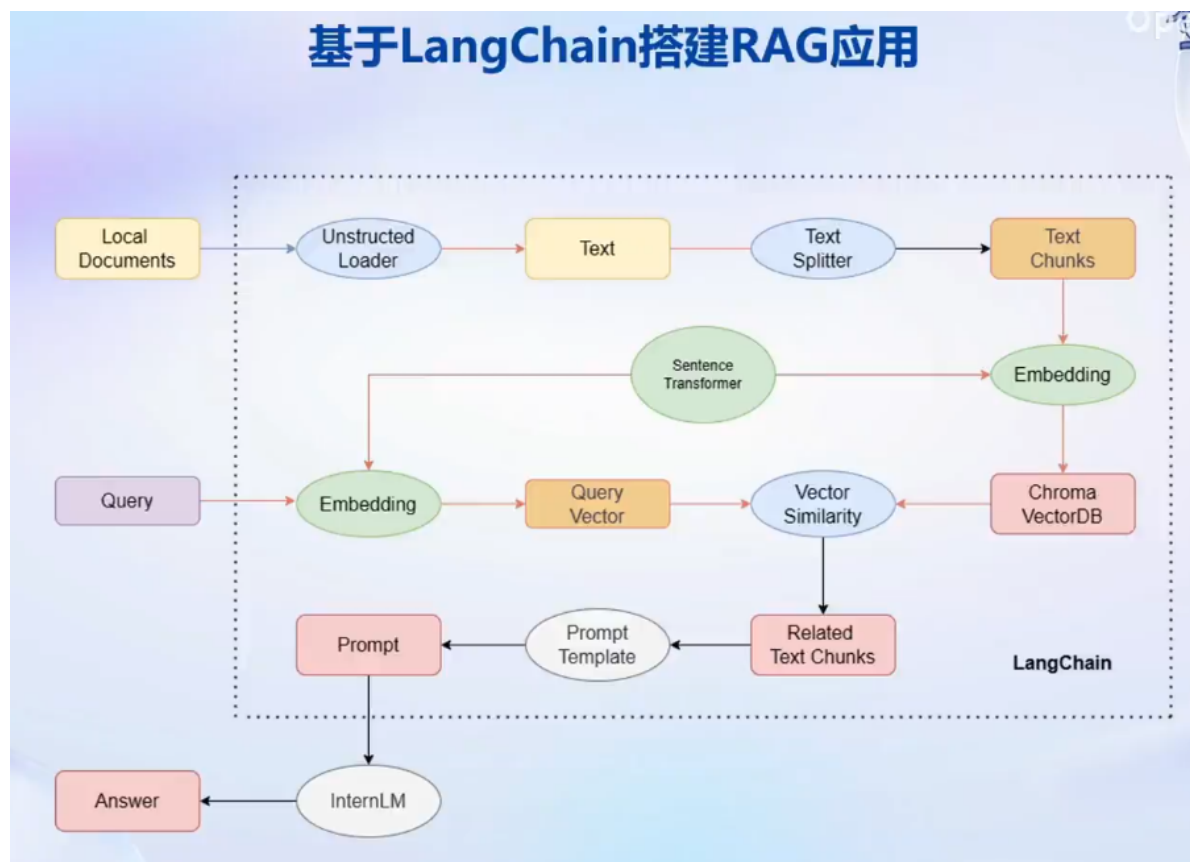 基于LangChain搭建RAG应用
Local
Documents
Unstructed
Loader
Text
Text
Splitter
Text
Chunks
Sentence
Transformer
Embedding
Query
Embedding
Query
Vector
Vector
Similarity
Chroma
VectorDB
Prompt
Prompt
Template
Related
Text Chunks
LangChain
Answer
InternLM